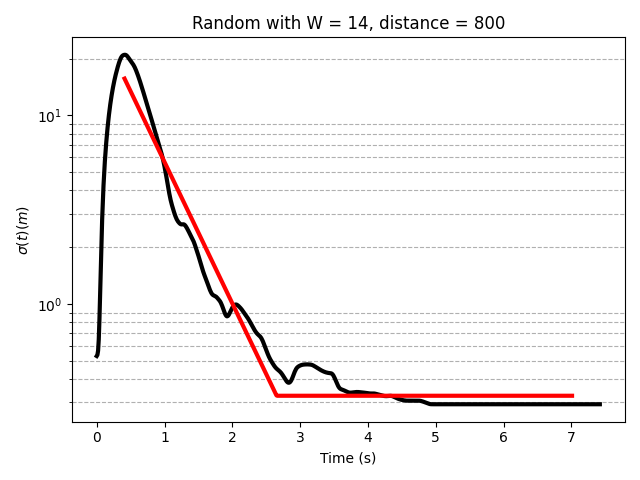 Random with W = 14, distance = 800
σ(t)(m)
10¹
10⁰
0 1 2 3 4 5 6 7
Time (s)